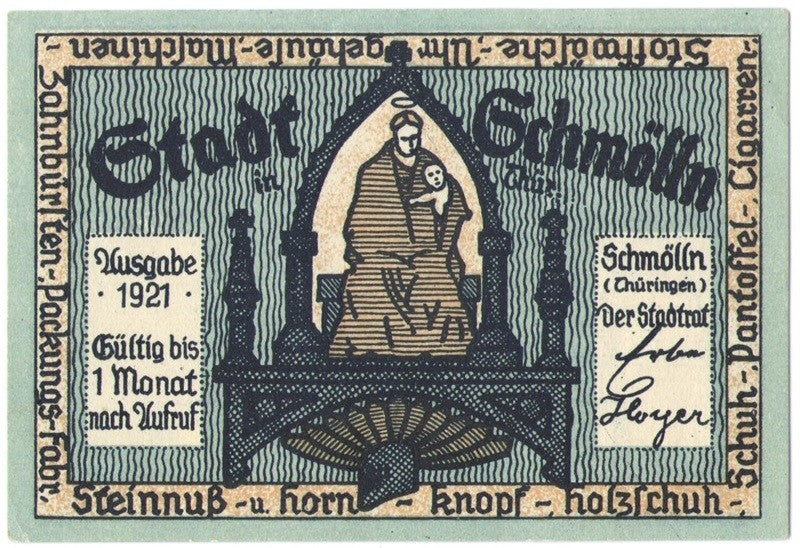 Stadt
in
Schmölln
Thür.
Ausgabe
· 1921 ·
Gültig bis
1 Monat
nach Aufruf
Schmölln
(Thüringen)
Der Stadtrat
Steinnuß-u. horn - knopf - holzſchuh-
Schuh-, Pantoffel-, Cigarren-,
Stoffwäſche-, Uhrgehäuſe-, Maſchinen
Zahnbürſten-Packungs-Fabr.